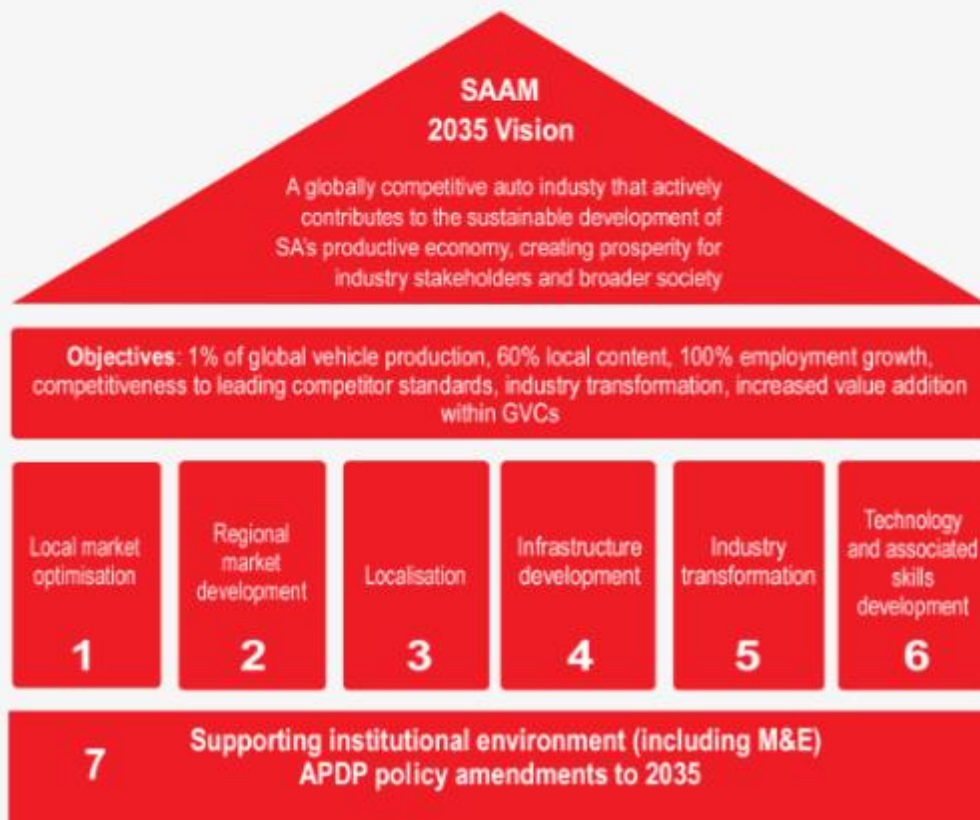 SAAM
2035 Vision
A globally competitive auto industy that actively
contributes to the sustainable development of
SA's productive economy, creating prosperity for
industry stakeholders and broader society
Objectives: 1% of global vehicle production, 60% local content, 100% employment growth,
competitiveness to leading competitor standards, industry transformation, increased value addition
within GVCs
Local market
optimisation
1
Regional
market
development
2
Localisation
3
Infrastructure
development
4
Industry
transformation
5
Technology
and associated
skills
development
6
7
Supporting institutional environment (including M&E)
APDP policy amendments to 2035